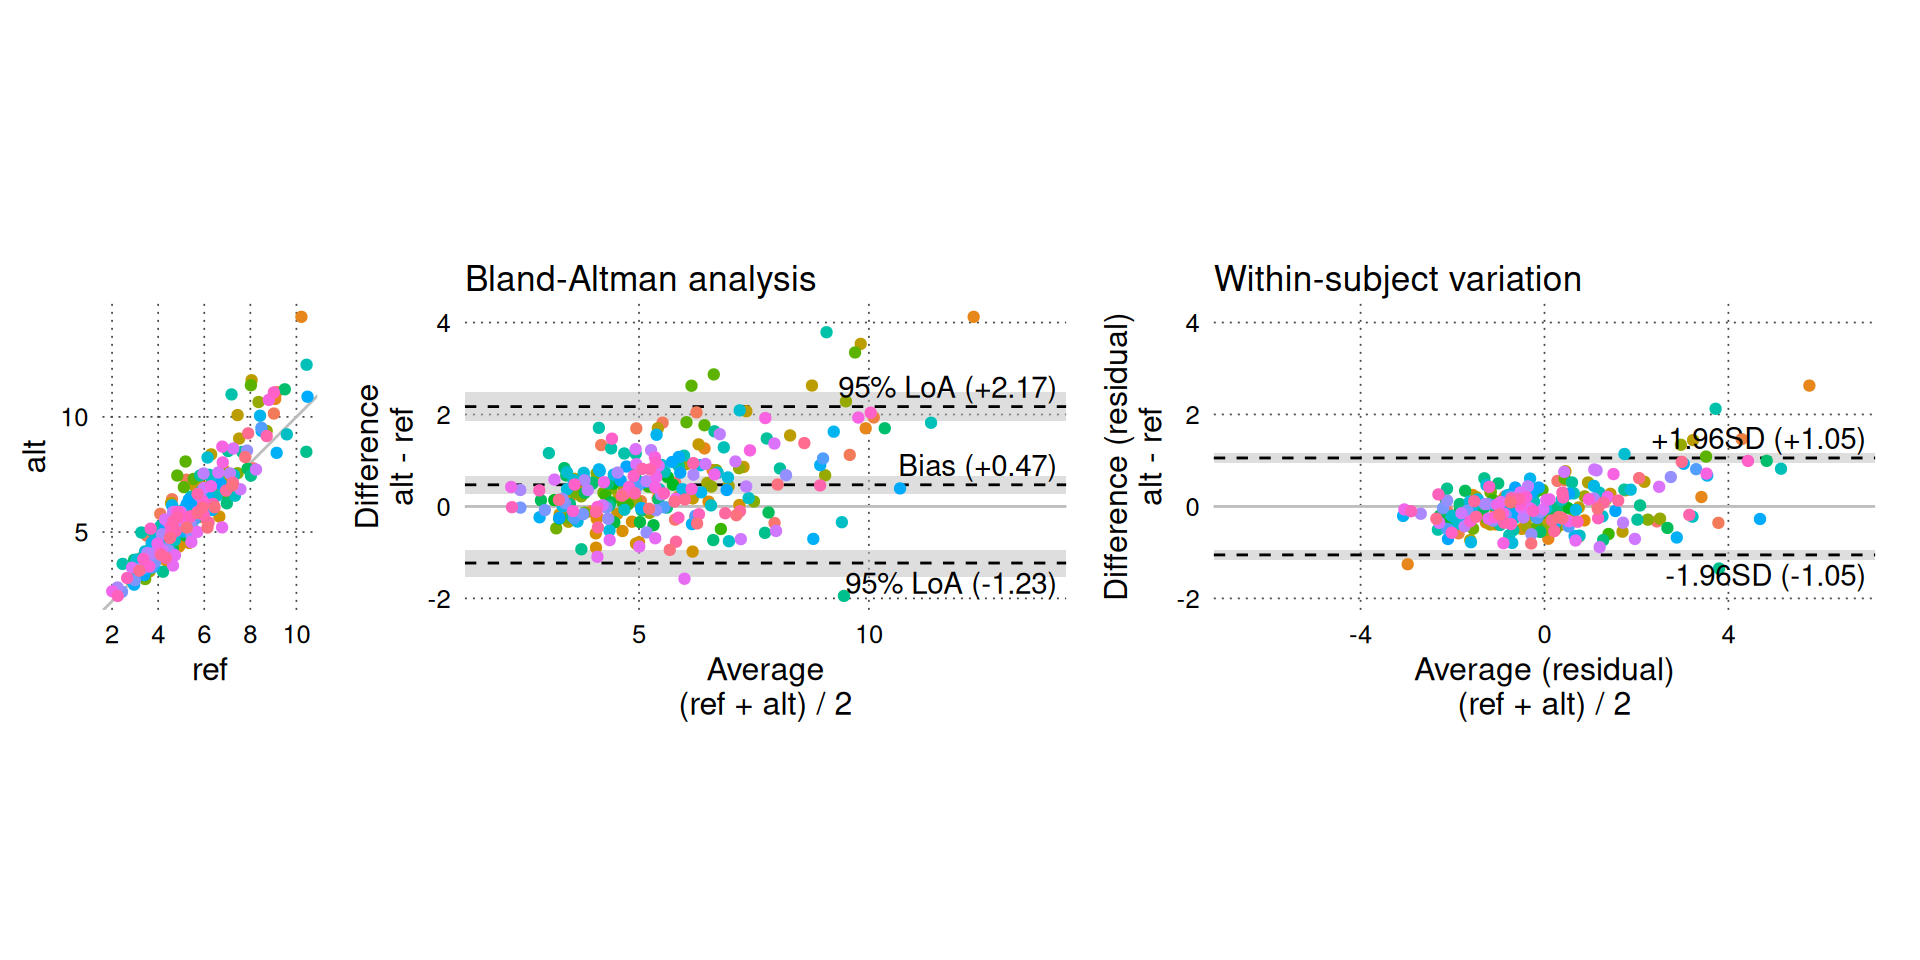 alt
10
5
2 4 6 8 10
ref
Bland-Altman analysis
Difference
alt - ref
4
2
0
-2
95% LoA (+2.17)
Bias (+0.47)
95% LoA (-1.23)
5 10
Average
(ref + alt) / 2
Within-subject variation
Difference (residual)
alt - ref
4
2
0
-2
+1.96SD (+1.05)
-1.96SD (-1.05)
-4 0 4
Average (residual)
(ref + alt) / 2